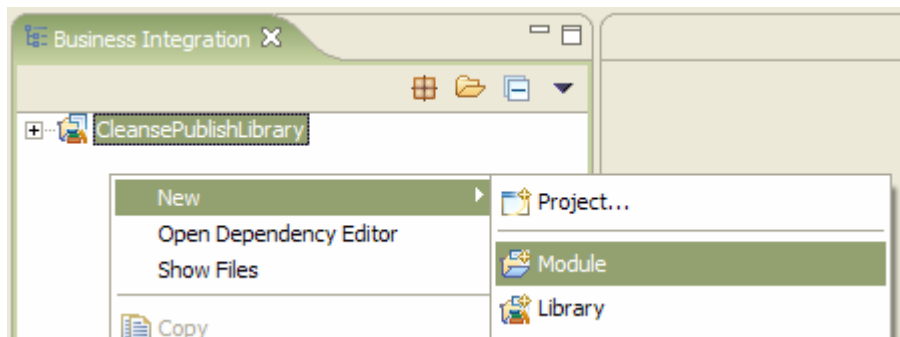 Business Integration
CleansePublishLibrary
New
Project...
Open Dependency Editor
Show Files
Module
Library
Copy